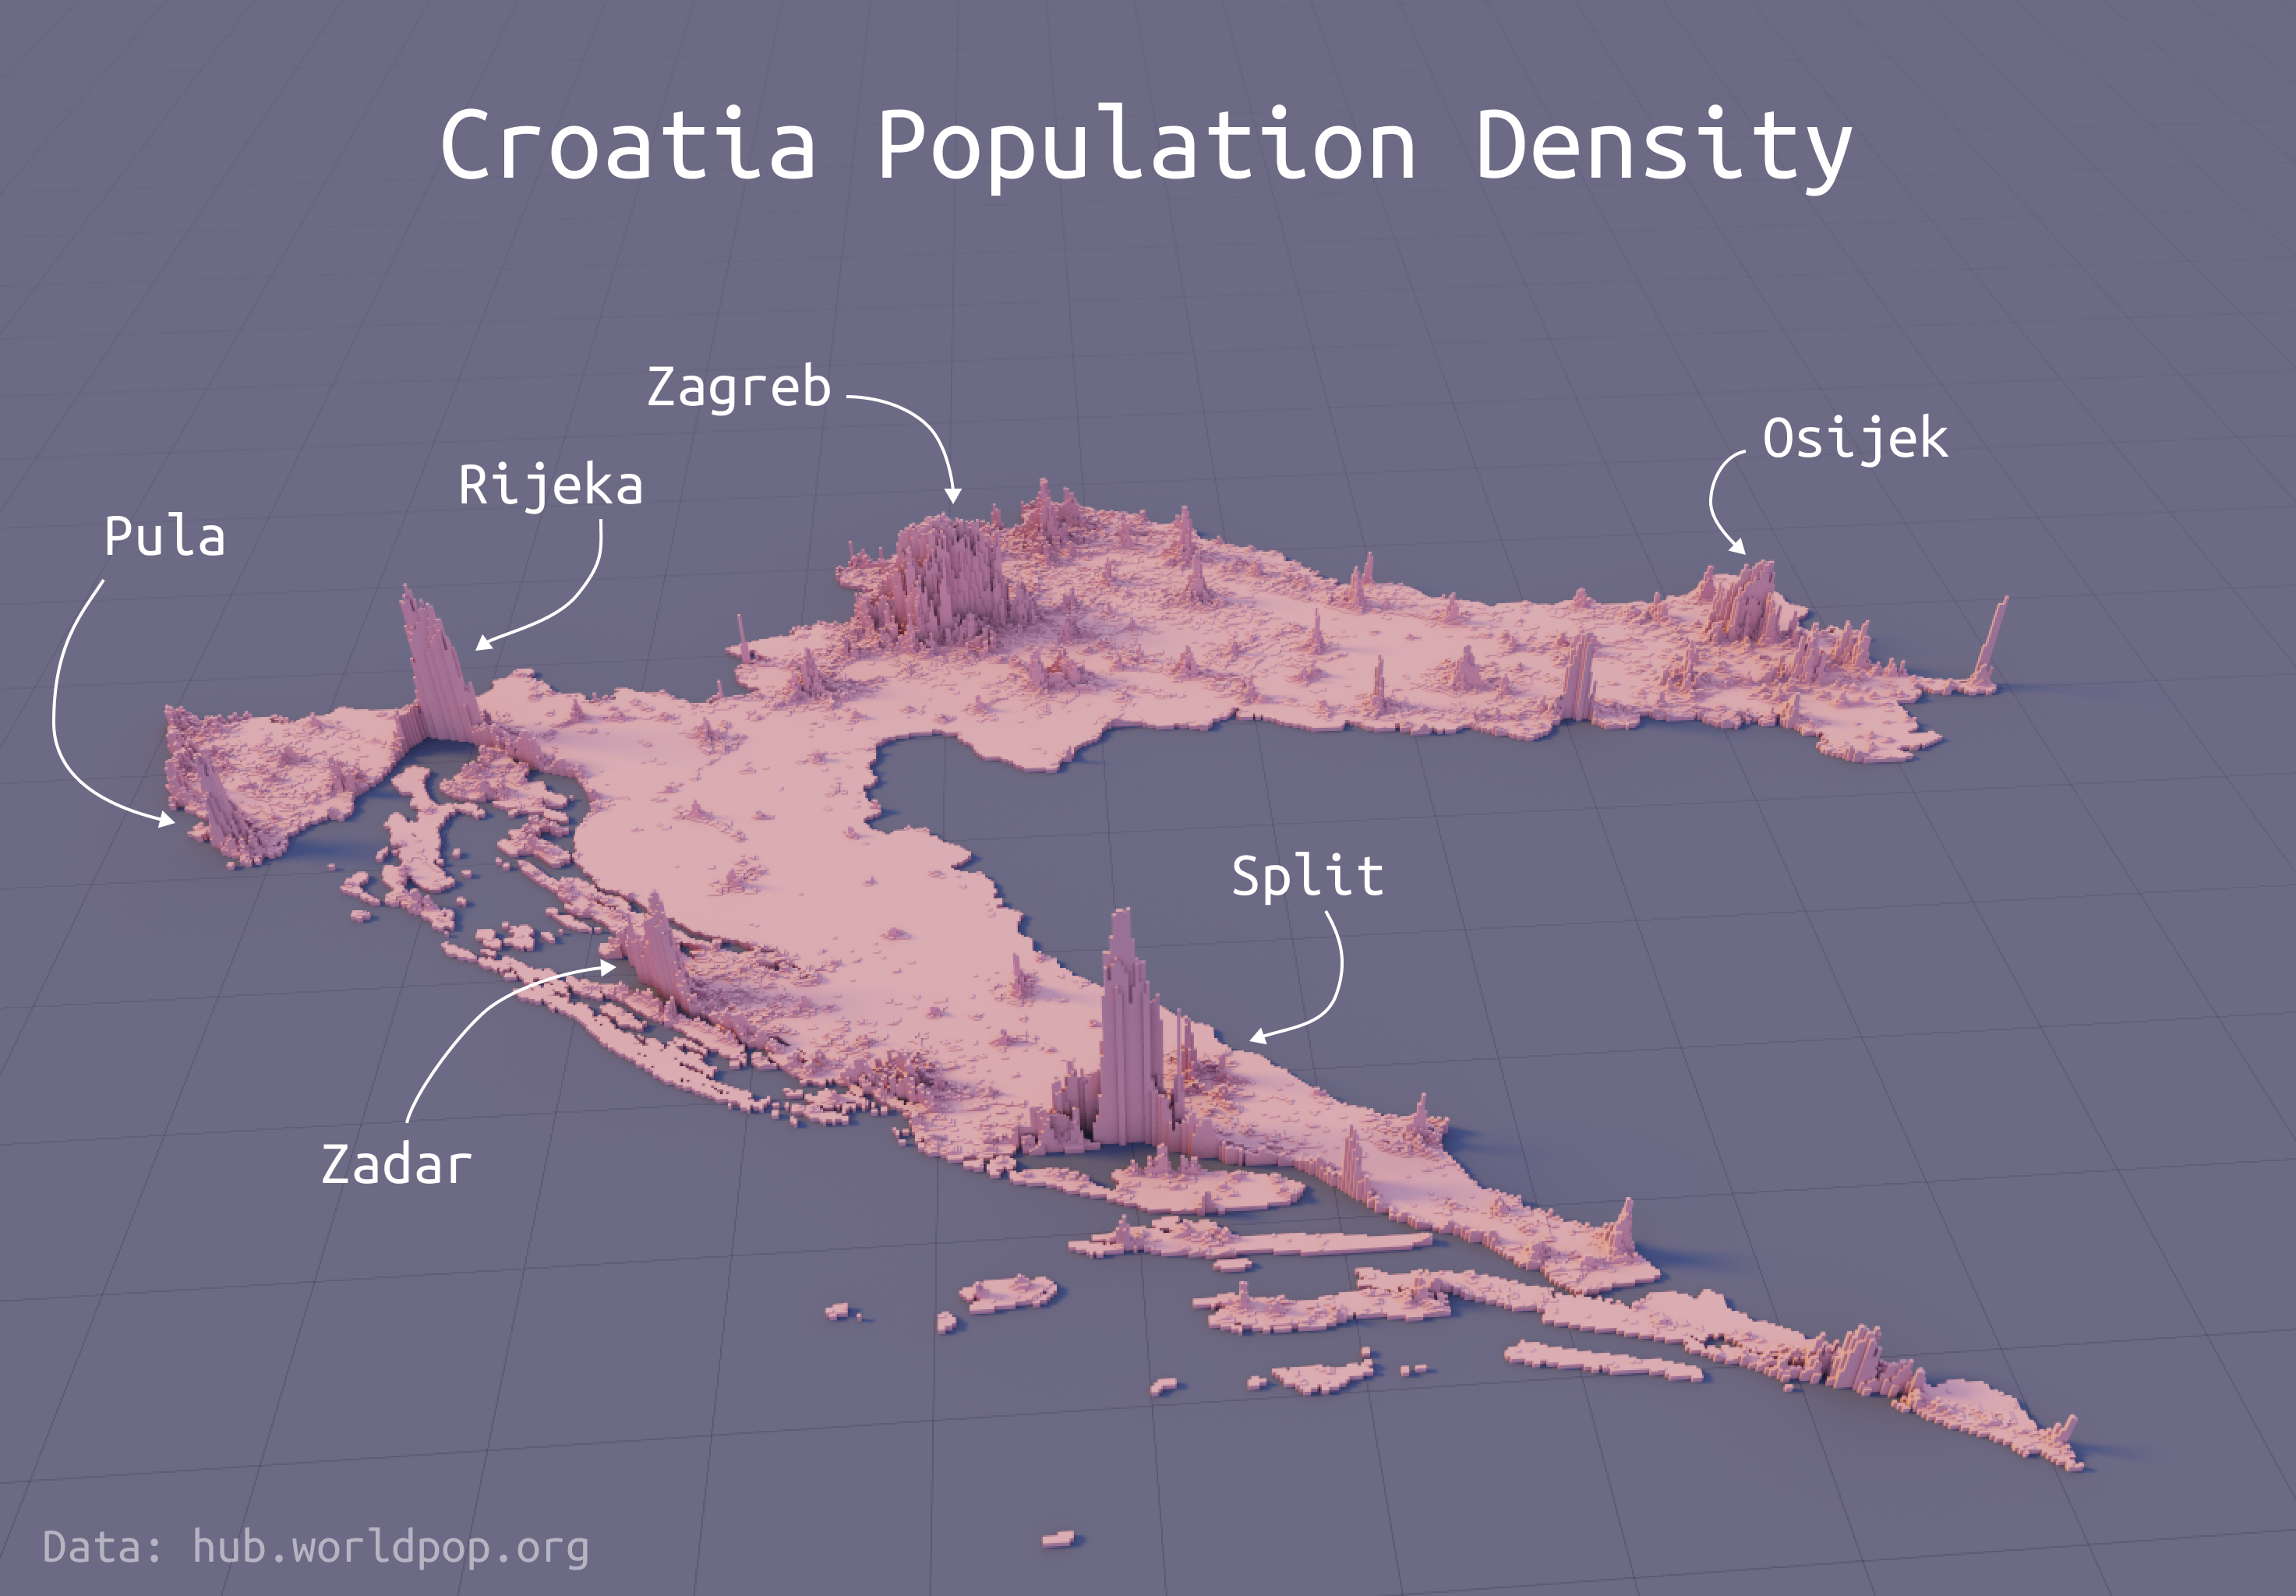 Croatia Population Density
Zagreb
Osijek
Rijeka
Pula
Split
Zadar
Data: hub.worldpop.org